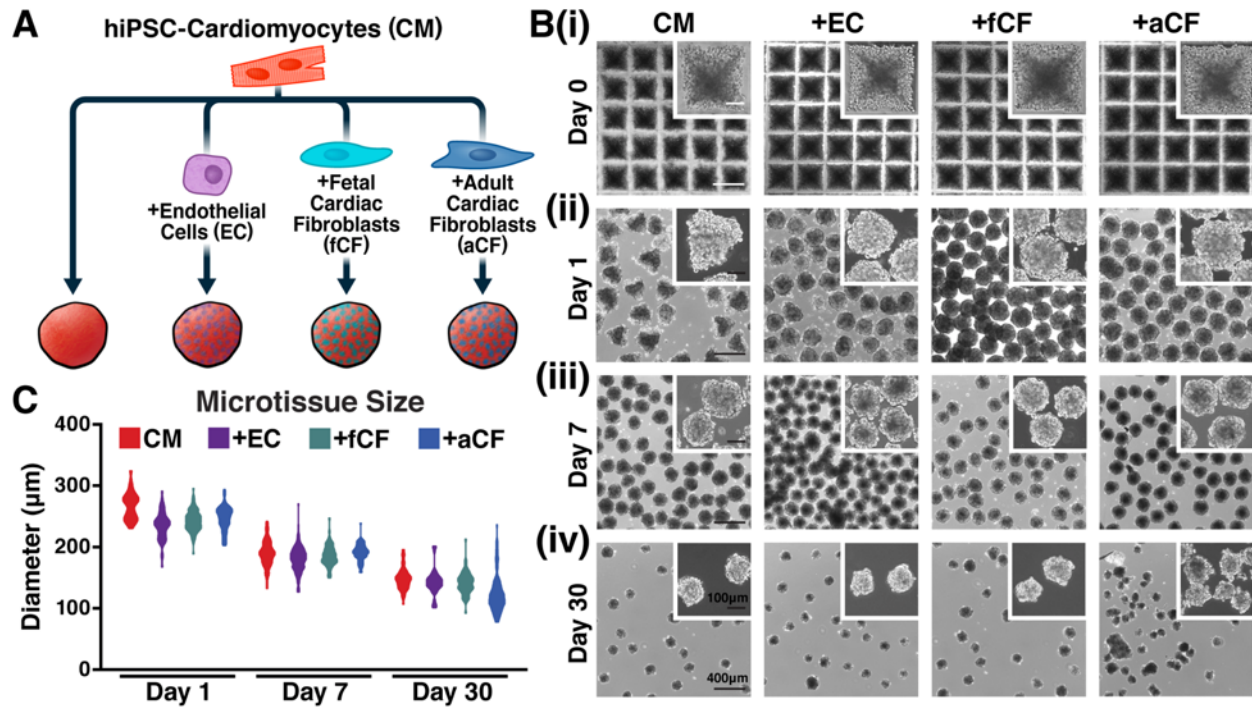 A
hiPSC-Cardiomyocytes (CM)
+Endothelial
Cells (EC)
+Fetal
Cardiac
Fibroblasts
(fCF)
+Adult
Cardiac
Fibroblasts
(aCF)
B(i)
CM
+EC
+fCF
+aCF
Day 0
(ii)
Day 1
(iii)
Day 7
(iv)
Day 30
100μm
400μm
C
Microtissue Size
CM
+EC
+fCF
+aCF
Diameter (μm)
400
300
200
100
0
Day 1
Day 7
Day 30